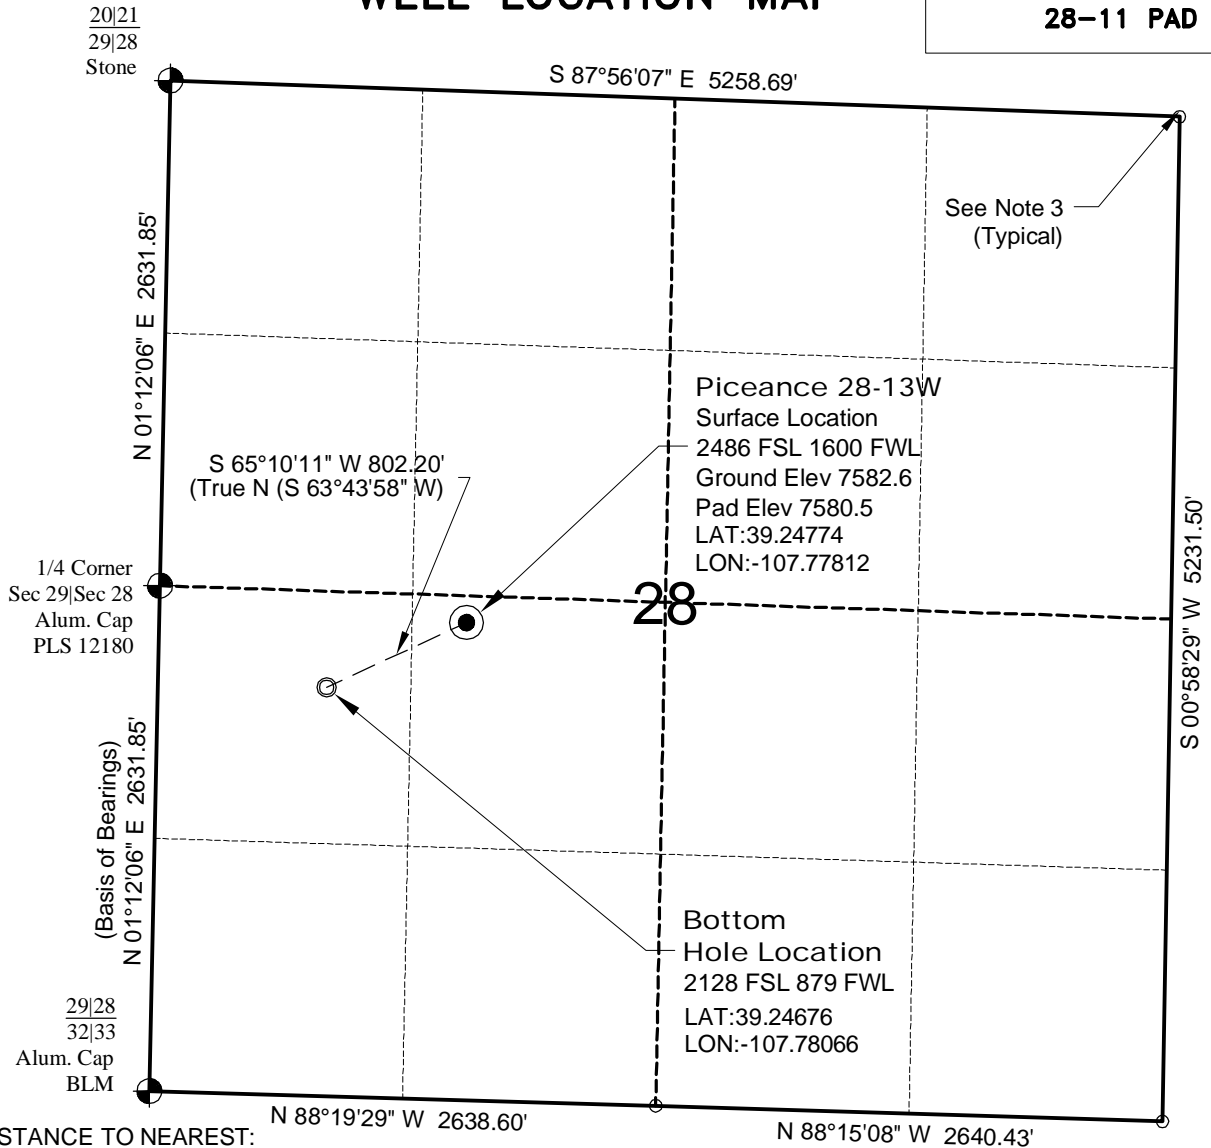 WELL LOCATION MAP
28-11 PAD
20|21
29|28
Stone
S 87°56'07" E 5258.69'
See Note 3
(Typical)
N 01°12'06" E 2631.85'
Piceance 28-13W
Surface Location
2486 FSL 1600 FWL
Ground Elev 7582.6
Pad Elev 7580.5
LAT:39.24774
LON:-107.77812
S 65°10'11" W 802.20'
(True N (S 63°43'58" W)
S 00°58'29" W 5231.50'
1/4 Corner
Sec 29|Sec 28
Alum. Cap
PLS 12180
28
(Basis of Bearings)
N 01°12'06" E 2631.85'
Bottom
Hole Location
2128 FSL 879 FWL
LAT:39.24676
LON:-107.78066
29|28
32|33
Alum. Cap
BLM
N 88°19'29" W 2638.60'
N 88°15'08" W 2640.43'
STANCE TO NEAREST: